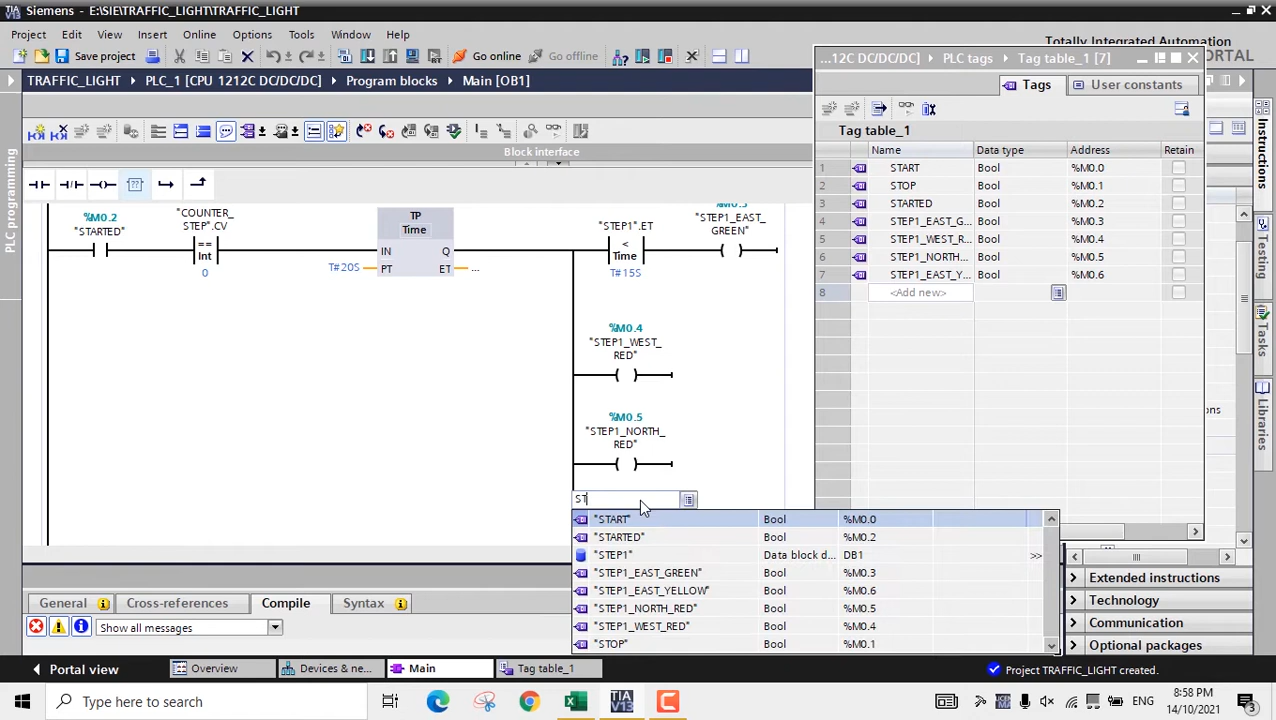 TIA
V13
Siemens - E:\SIE\TRAFFIC_LIGHT\TRAFFIC_LIGHT
Project Edit View Insert Online Options Tools Window Help
Totally Integrated Automation
PORTAL
Save project Go online Go offline
TRAFFIC_LIGHT PLC_1 [CPU 1212C DC/DC/DC] Program blocks Main [OB1]
...12C DC/DC/DC] PLC tags Tag table_1 [7]
Tags User constants
Tag table_1
Name Data type Address Retain
1 START Bool %M0.0
2 STOP Bool %M0.1
3 STARTED Bool %M0.2
4 STEP1_EAST_G... Bool %M0.3
5 STEP1_WEST_R... Bool %M0.4
6 STEP1_NORTH_... Bool %M0.5
7 STEP1_EAST_Y... Bool %M0.6
8 <Add new>
PLC programming
Block interface
??
%M0.2
"STARTED"
"COUNTER_
STEP".CV
==
Int
0
TP
Time
IN Q
T#20S PT ET ...
"STEP1".ET
<
Time
T#15S
%M0.3
"STEP1_EAST_
GREEN"
%M0.4
"STEP1_WEST_
RED"
%M0.5
"STEP1_NORTH_
RED"
ST
"START" Bool %M0.0
"STARTED" Bool %M0.2
"STEP1" Data block d... DB1 >>
"STEP1_EAST_GREEN" Bool %M0.3
"STEP1_EAST_YELLOW" Bool %M0.6
"STEP1_NORTH_RED" Bool %M0.5
"STEP1_WEST_RED" Bool %M0.4
"STOP" Bool %M0.1
Instructions
Testing
Tasks
Libraries
Extended instructions
Technology
Communication
Optional packages
General Cross-references Compile Syntax
Show all messages
Portal view Overview Devices & ne... Main Tag table_1
Project TRAFFIC_LIGHT created.
Type here to search
TIA
V13
ENG
8:58 PM
14/10/2021
3